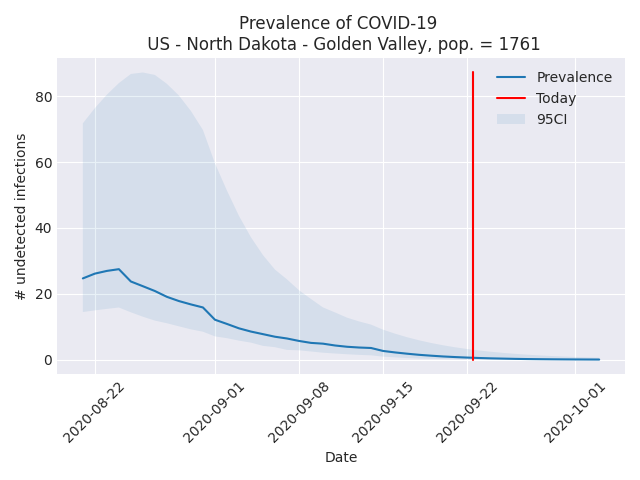 Prevalence of COVID-19
US - North Dakota - Golden Valley, pop. = 1761
Prevalence
Today
95CI
# undetected infections
80
60
40
20
0
2020-08-22
2020-09-01
2020-09-08
2020-09-15
2020-09-22
2020-10-01
Date